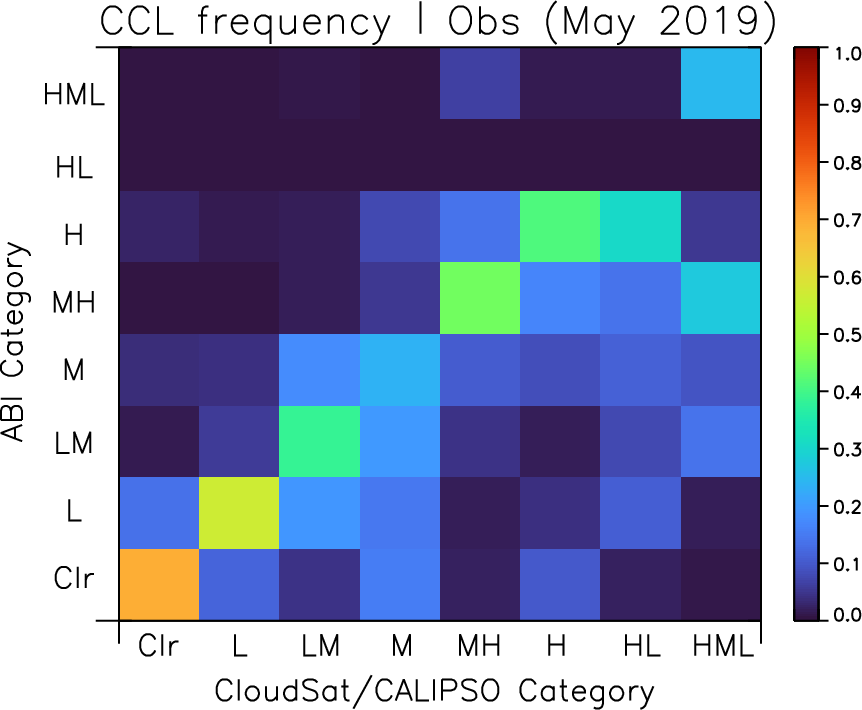 CCL frequency | Obs (May 2019)
HML
HL
H
MH
M
LM
L
Clr
ABI Category
Clr L LM M MH H HL HML
CloudSat/CALIPSO Category
1.0
0.9
0.8
0.7
0.6
0.5
0.4
0.3
0.2
0.1
0.0